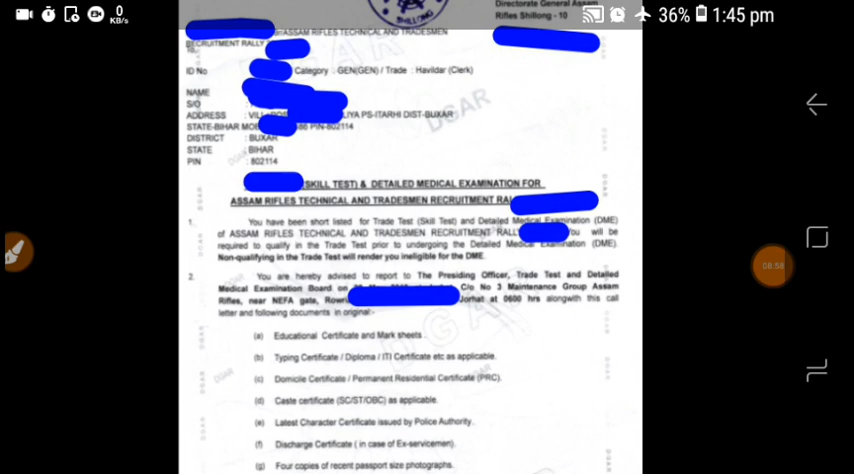 0
KB/s
36% 1:45 pm
SHILLONG
Directorate General Assam
Rifles Shillong - 10
ASSAM RIFLES TECHNICAL AND TRADESMEN
RECRUITMENT RALLY
ID No Category : GEN(GEN) / Trade : Havildar (Clerk)
NAME
S/O :
ADDRESS : LIYA PS-ITARHI DIST-BUXAR
STATE-BIHAR PIN-802114
DISTRICT : BUXAR
STATE : BIHAR
PIN : 802114
(SKILL TEST) & DETAILED MEDICAL EXAMINATION FOR
ASSAM RIFLES TECHNICAL AND TRADESMEN RECRUITMENT
1. You have been short listed for Trade Test (Skill Test) and Detailed Medical Examination (DME)
of ASSAM RIFLES TECHNICAL AND TRADESMEN RECRUITMENT will be
required to qualify in the Trade Test prior to undergoing the Detailed Medical Examination (DME).
Non-qualifying in the Trade Test will render you ineligible for the DME.
2. You are hereby advised to report to The Presiding Officer, Trade Test and Detailed
Medical Examination Board on C/o No 3 Maintenance Group Assam
Rifles, near NEFA gate, Jorhat at 0600 hrs alongwith this call
letter and following documents in original:-
(a) Educational Certificate and Mark sheets
(b) Typing Certificate / Diploma / ITI Certificate etc as applicable.
(c) Domicile Certificate / Permanent Residential Certificate (PRC).
(d) Caste certificate (SC/ST/OBC) as applicable.
(e) Latest Character Certificate issued by Police Authority.
(f) Discharge Certificate ( in case of Ex-servicemen).
(g) Four copies of recent passport size photographs.
DGAR
08:58